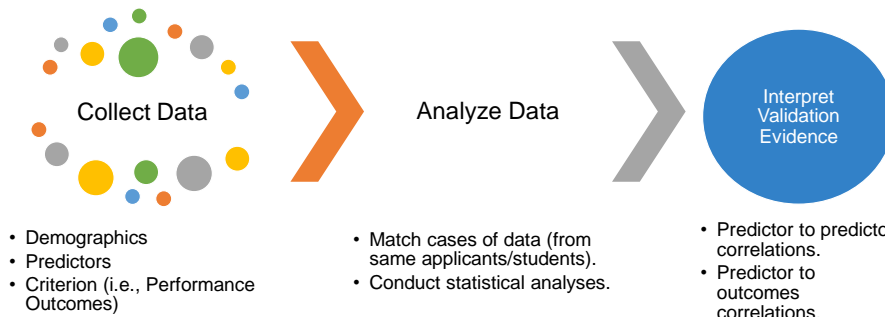 Collect Data
Analyze Data
Interpret
Validation
Evidence
• Demographics
• Predictors
• Criterion (i.e., Performance
Outcomes)
• Match cases of data (from
same applicants/students).
• Conduct statistical analyses.
• Predictor to predicto
correlations.
• Predictor to
outcomes
correlations